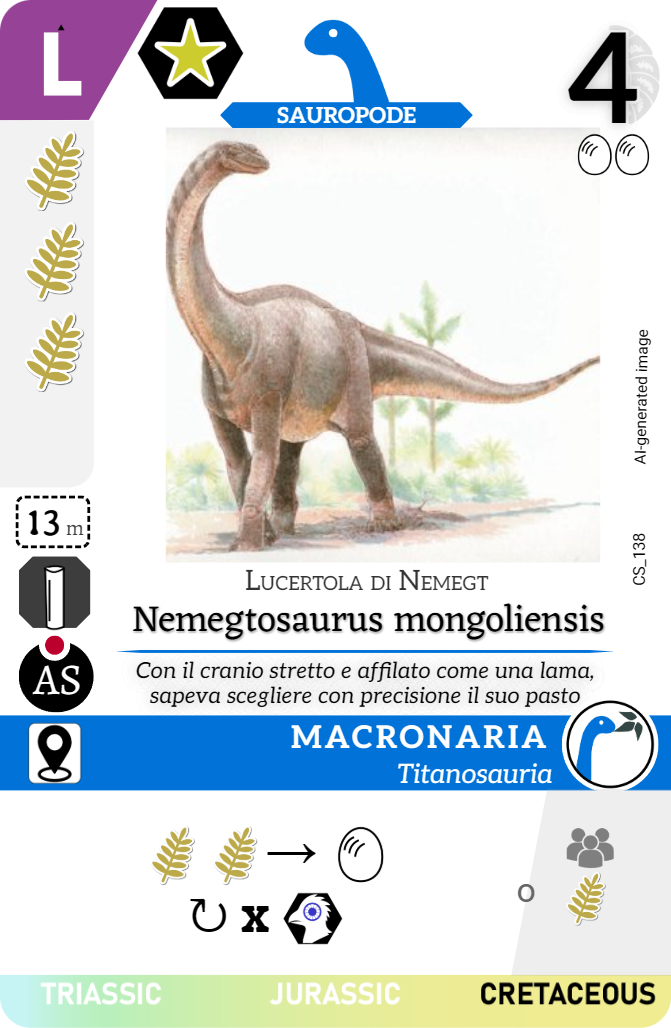 L
4
SAUROPODE
AI-generated image
CS_138
13 m
AS
Lucertola di Nemegt
Nemegtosaurus mongoliensis
Con il cranio stretto e affilato come una lama,
sapeva scegliere con precisione il suo pasto
MACRONARIA
Titanosauria
→
↻ x
o
TRIASSIC JURASSIC CRETACEOUS